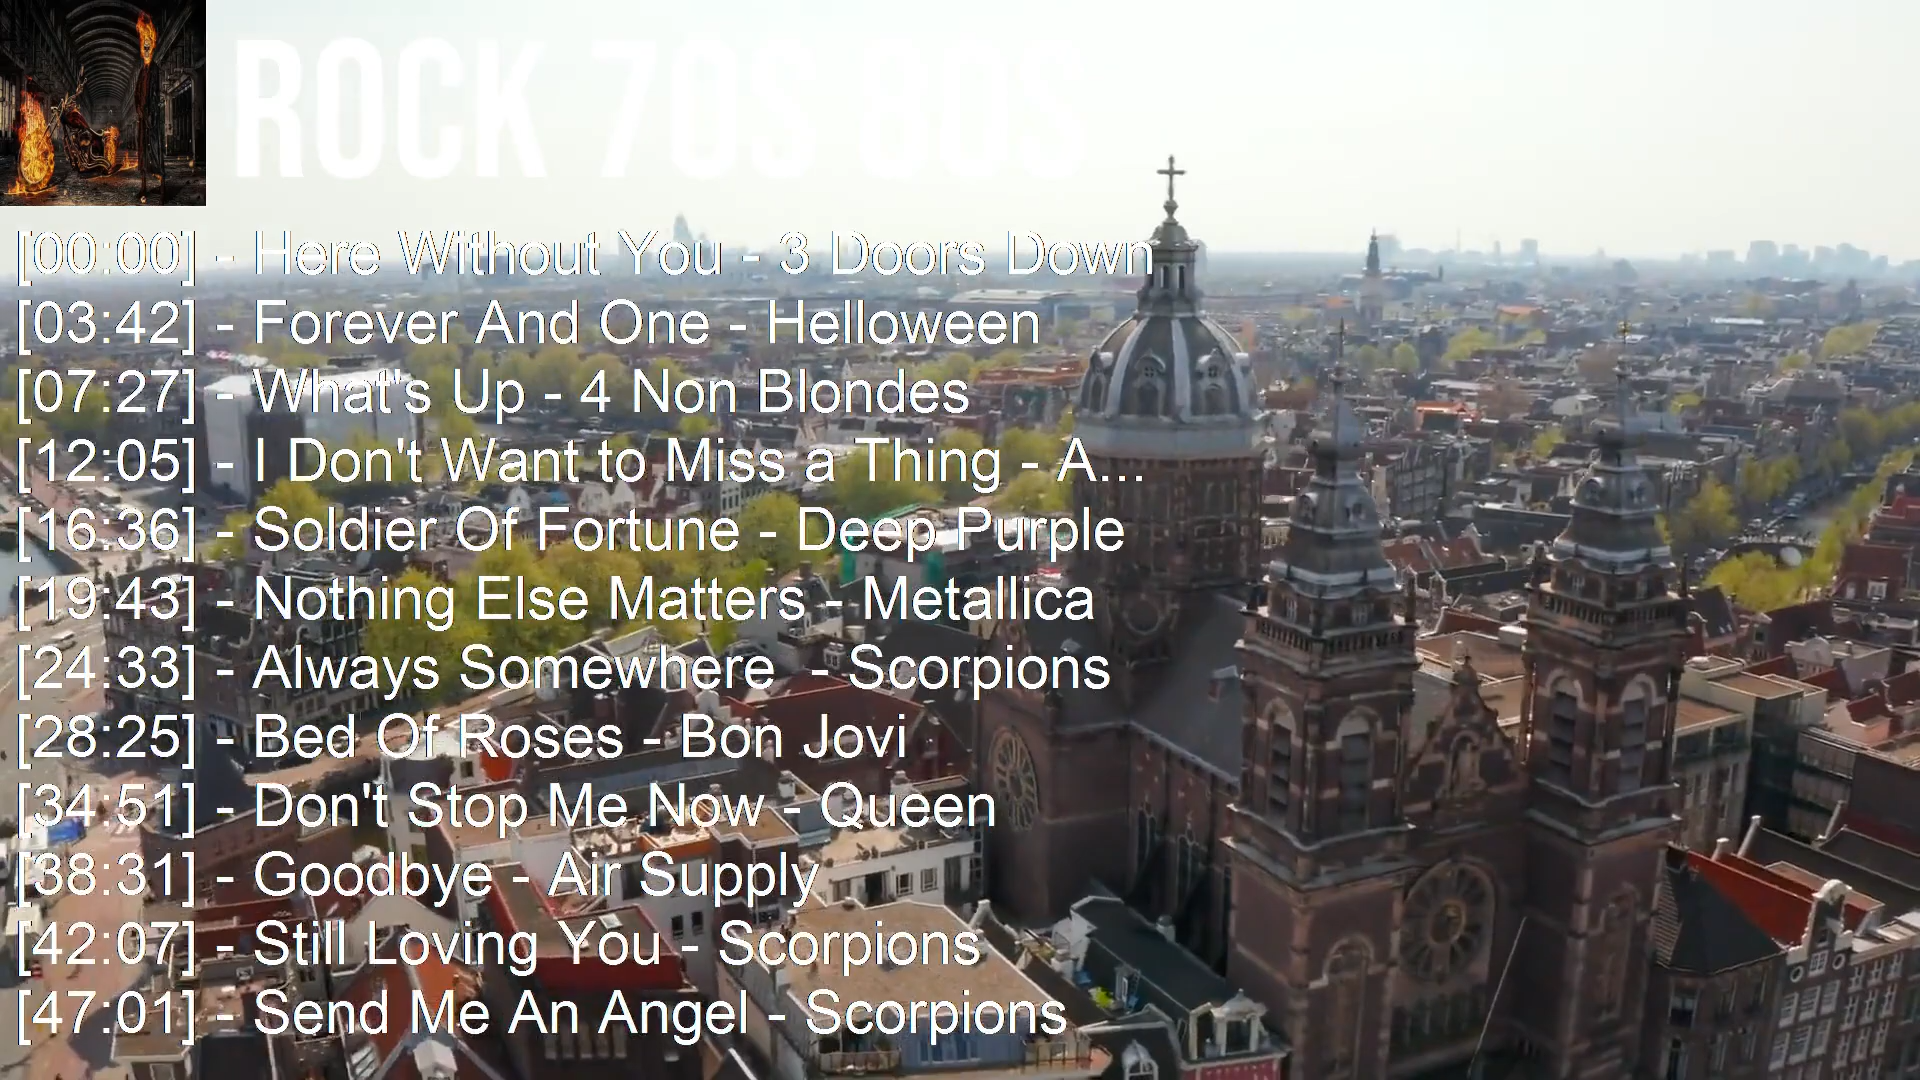 ROCK 70S 80S
[00:00] - Here Without You - 3 Doors Down
[03:42] - Forever And One - Helloween
[07:27] - What's Up - 4 Non Blondes
[12:05] - I Don't Want to Miss a Thing - A...
[16:36] - Soldier Of Fortune - Deep Purple
[19:43] - Nothing Else Matters - Metallica
[24:33] - Always Somewhere  - Scorpions
[28:25] - Bed Of Roses - Bon Jovi
[34:51] - Don't Stop Me Now - Queen
[38:31] - Goodbye - Air Supply
[42:07] - Still Loving You - Scorpions
[47:01] - Send Me An Angel - Scorpions